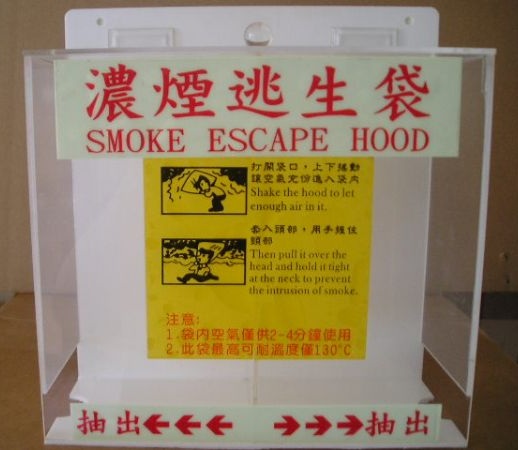 濃煙逃生袋
SMOKE ESCAPE HOOD
打開袋口，上下搖動
讓空氣充份進入袋內
Shake the hood to let
enough air in it.
套入頭部，用手握住
頸部
Then pull it over the
head and hold it tight
at the neck to prevent
the intrusion of smoke.
注意:
1.袋內空氣僅供2-4分鐘使用
2.此袋最高可耐溫度僅130°C
抽出←←← →→→抽出